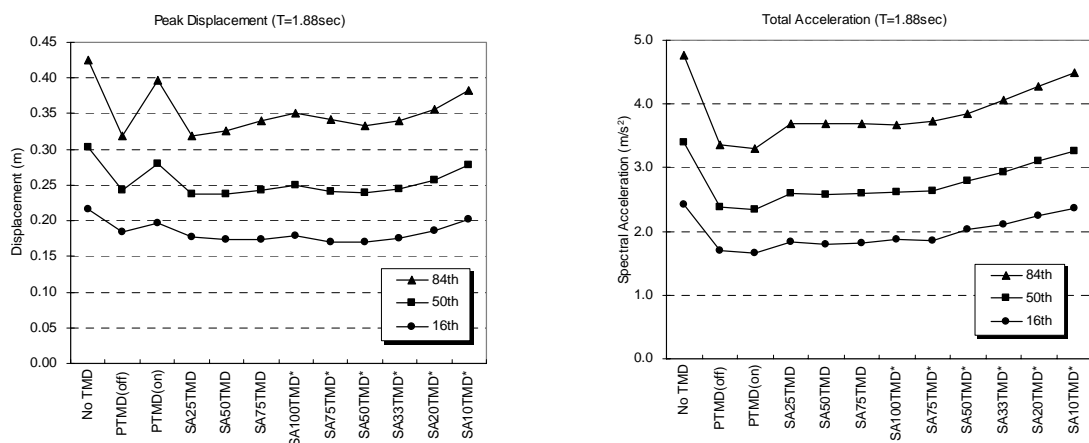 Peak Displacement (T=1.88sec)
Displacement (m)
0.45
0.40
0.35
0.30
0.25
0.20
0.15
0.10
0.05
0.00
84th
50th
16th
No TMD
PTMD(off)
PTMD(on)
SA25TMD
SA50TMD
SA75TMD
SA100TMD*
SA75TMD*
SA50TMD*
SA33TMD*
SA20TMD*
SA10TMD*
Total Acceleration (T=1.88sec)
Spectral Acceleration (m/s²)
5.0
4.0
3.0
2.0
1.0
0.0
84th
50th
16th
No TMD
PTMD(off)
PTMD(on)
SA25TMD
SA50TMD
SA75TMD
SA100TMD*
SA75TMD*
SA50TMD*
SA33TMD*
SA20TMD*
SA10TMD*